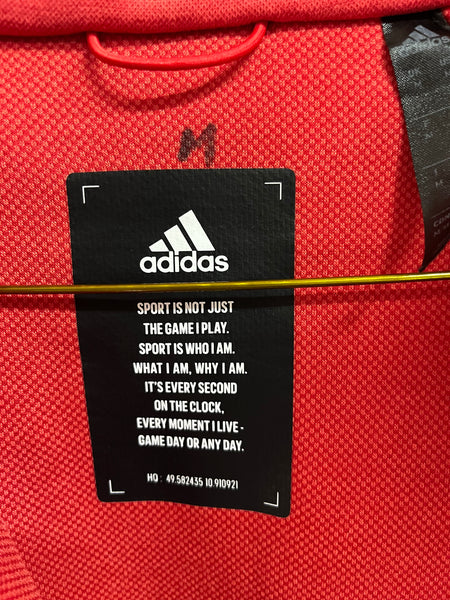 adidas
M
adidas
SPORT IS NOT JUST
THE GAME I PLAY.
SPORT IS WHO I AM.
WHAT I AM, WHY I AM.
IT'S EVERY SECOND
ON THE CLOCK,
EVERY MOMENT I LIVE -
GAME DAY OR ANY DAY.
HQ : 49.582435 10.910921